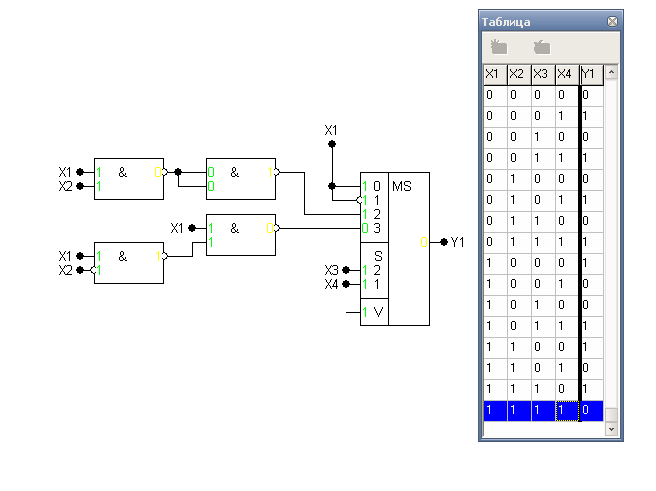 X1
X1 1 & 0
X2 1
0 & 1
0
X1 1 & 0
1
X1 1 & 1
X2 1
1 0 MS
1 1
1 2
0 3
S
X3 1 2
X4 1 1
1 V
0 Y1
Таблица
X1 X2 X3 X4 Y1
0 0 0 0 0
0 0 0 1 1
0 0 1 0 0
0 0 1 1 1
0 1 0 0 0
0 1 0 1 1
0 1 1 0 0
0 1 1 1 1
1 0 0 0 1
1 0 0 1 0
1 0 1 0 0
1 0 1 1 1
1 1 0 0 1
1 1 0 1 0
1 1 1 0 1
1 1 1 1 0